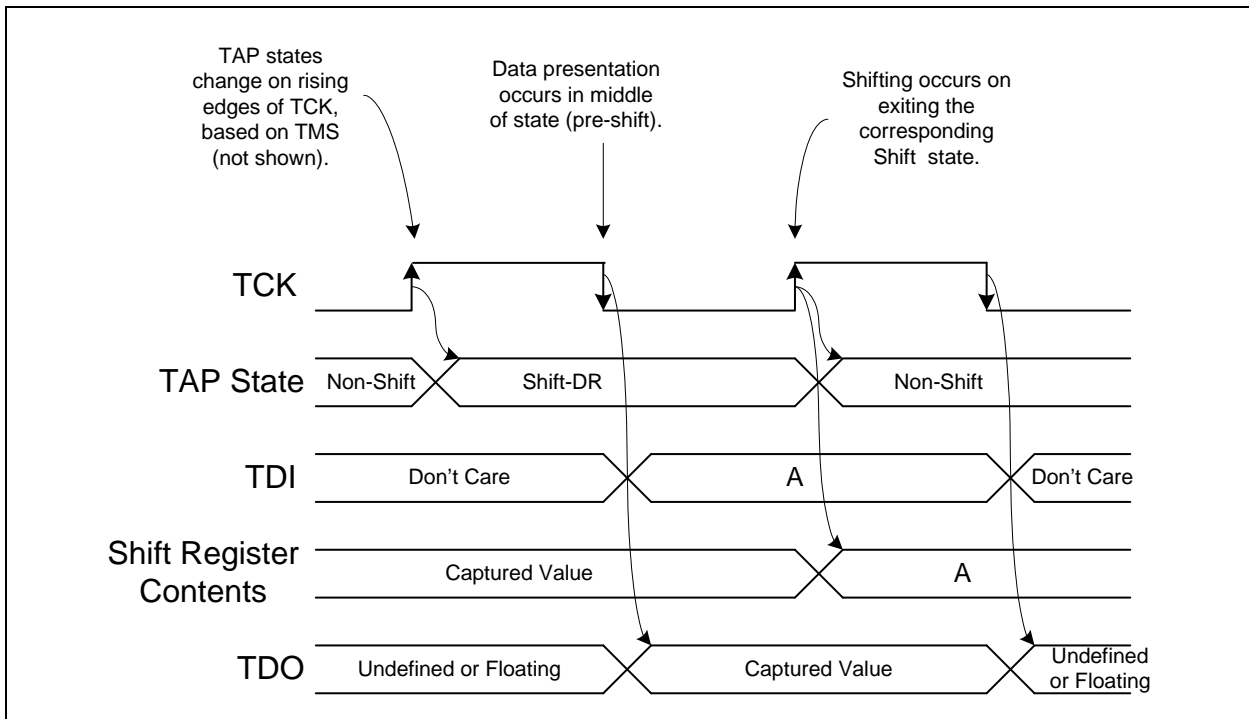 TAP states
change on rising
edges of TCK,
based on TMS
(not shown).
Data presentation
occurs in middle
of state (pre-shift).
Shifting occurs on
exiting the
corresponding
Shift state.
TCK
TAP State
Non-Shift
Shift-DR
Non-Shift
TDI
Don't Care
A
Don't Care
Shift Register
Contents
Captured Value
A
TDO
Undefined or Floating
Captured Value
Undefined
or Floating